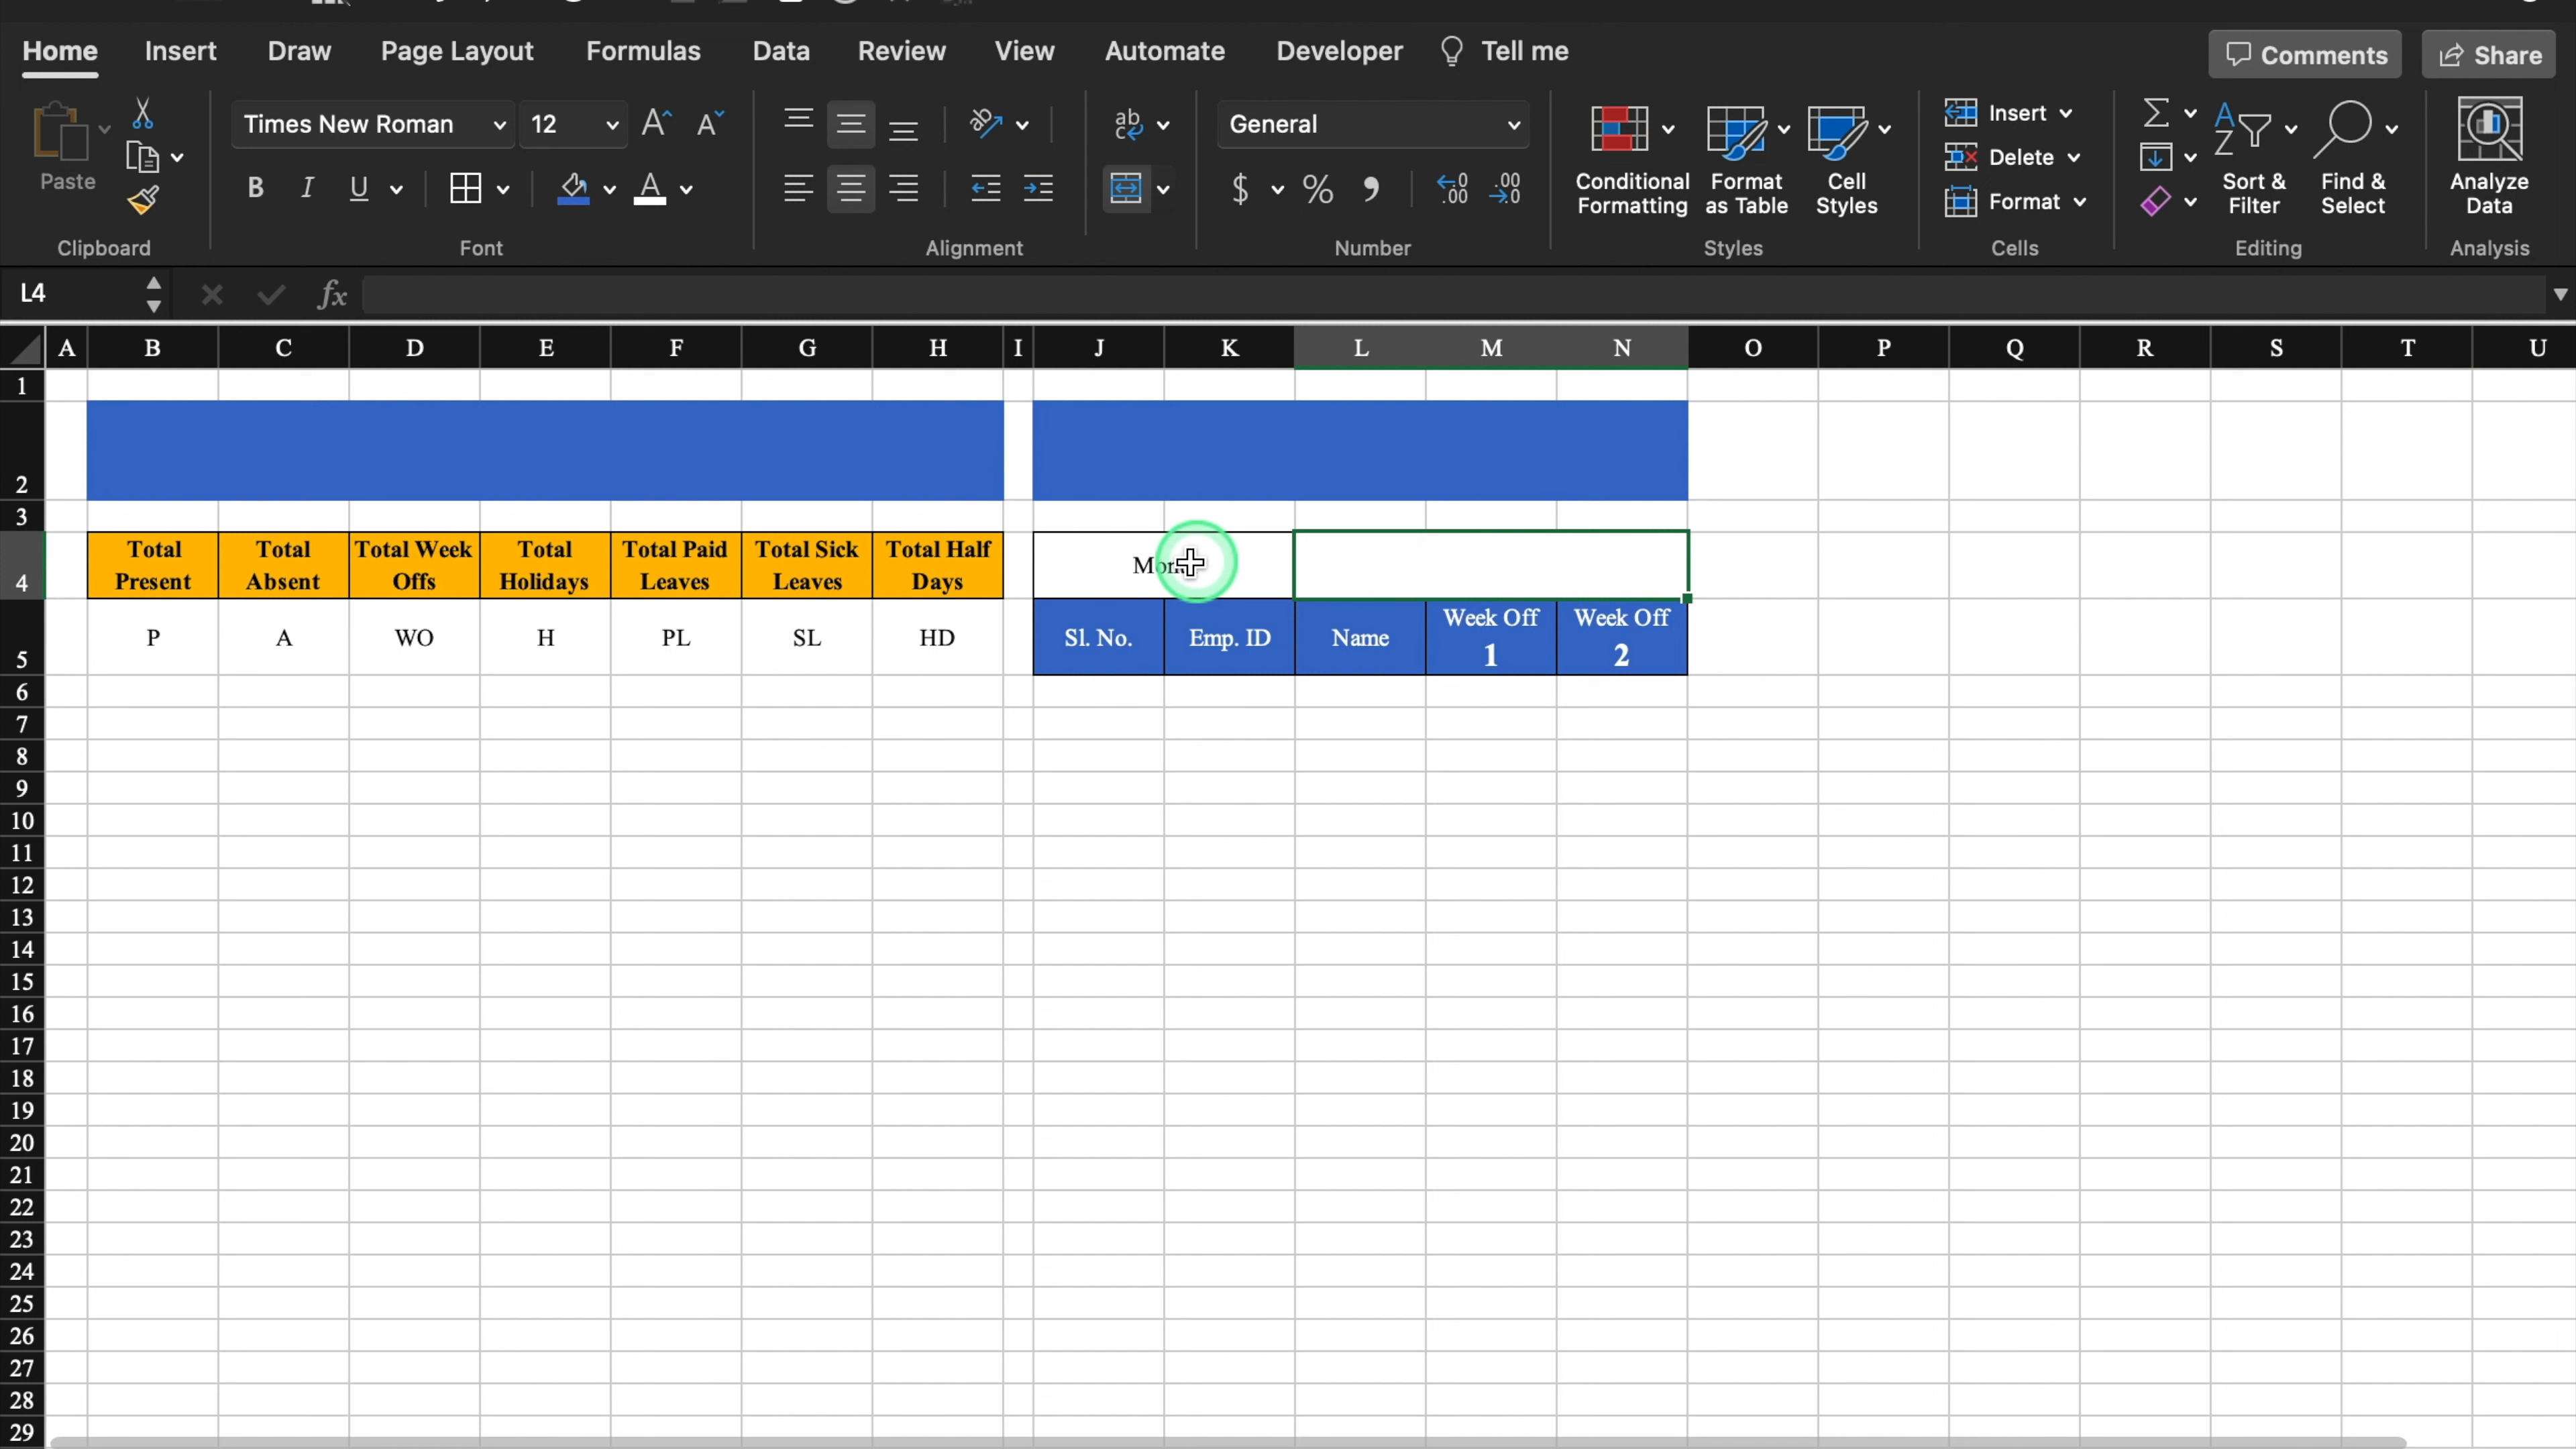 Home Insert Draw Page Layout Formulas Data Review View Automate Developer Tell me Comments Share
Paste
Times New Roman 12
General
Conditional Formatting
Format as Table
Cell Styles
Insert
Delete
Format
Sort & Filter
Find & Select
Analyze Data
Clipboard Font Alignment Number Styles Cells Editing Analysis
L4 fx
A B C D E F G H I J K L M N O P Q R S T U
1
2
3
4
Total Present
Total Absent
Total Week Offs
Total Holidays
Total Paid Leaves
Total Sick Leaves
Total Half Days
5
P A WO H PL SL HD
Sl. No. Emp. ID Name
Week Off 1
Week Off 2
6
7
8
9
10
11
12
13
14
15
16
17
18
19
20
21
22
23
24
25
26
27
28
29